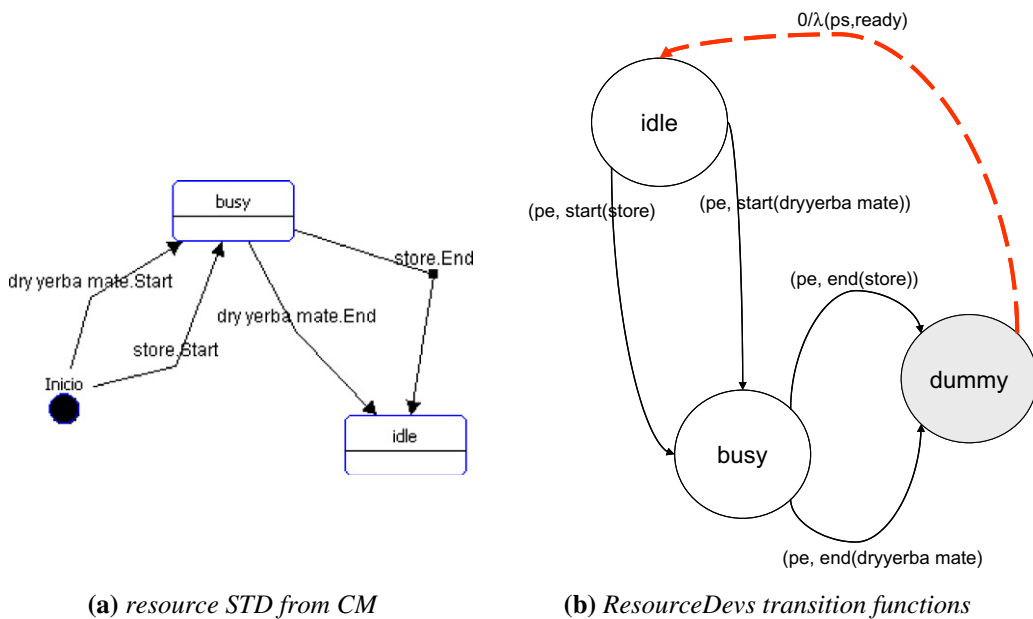 busy
store.End
dry yerba mate.Start
dry yerba mate.End
store.Start
Inicio
idle
(a) resource STD from CM
0/λ(ps,ready)
idle
(pe, start(store)
(pe, start(dryyerba mate))
(pe, end(store))
dummy
busy
(pe, end(dryyerba mate)
(b) ResourceDevs transition functions